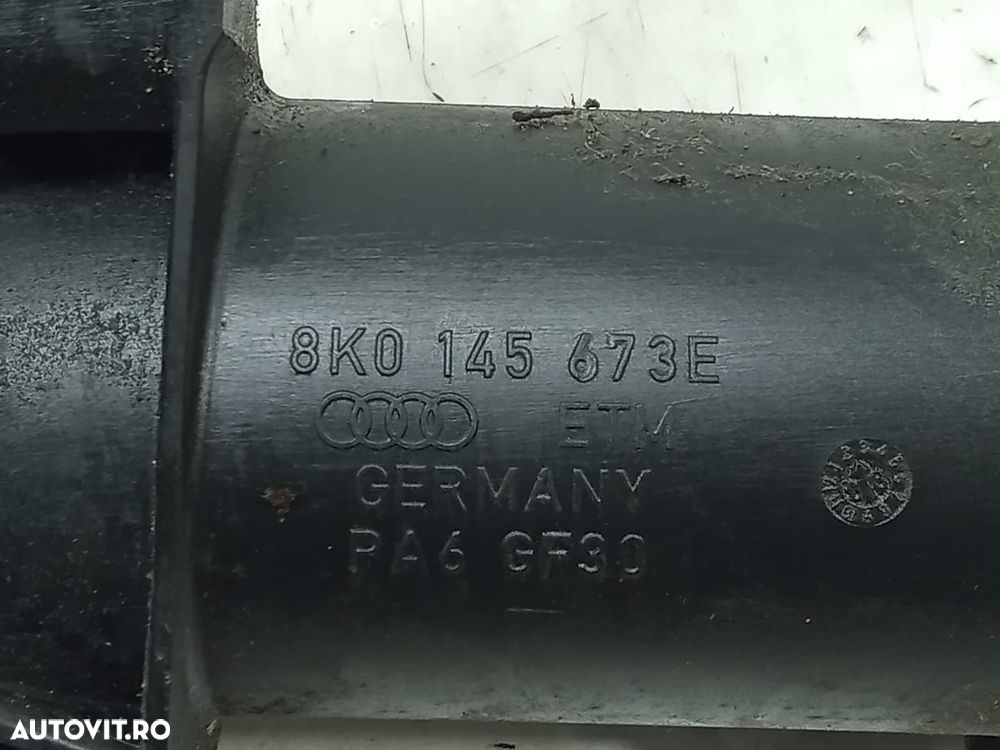 8K0 145 673E
ETM
GERMANY
PA6 GF30
AUTOVIT.RO